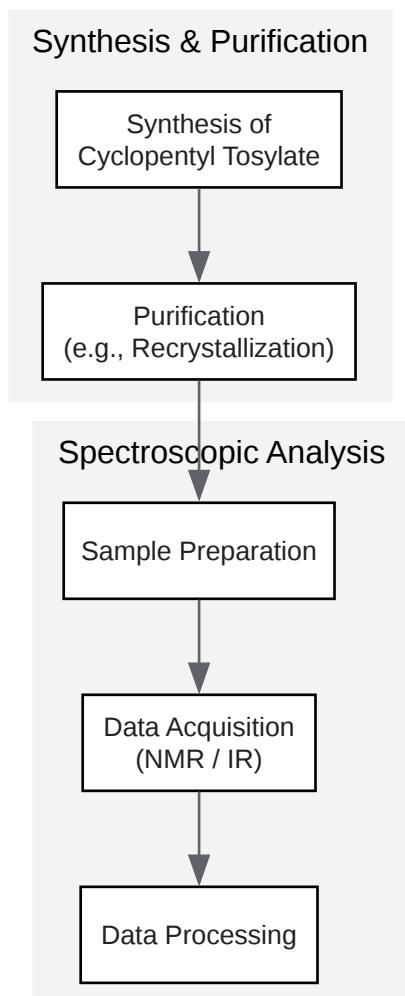 Synthesis & Purification
Synthesis of
Cyclopentyl Tosylate
Purification
(e.g., Recrystallization)
Spectroscopic Analysis
Sample Preparation
Data Acquisition
(NMR / IR)
Data Processing